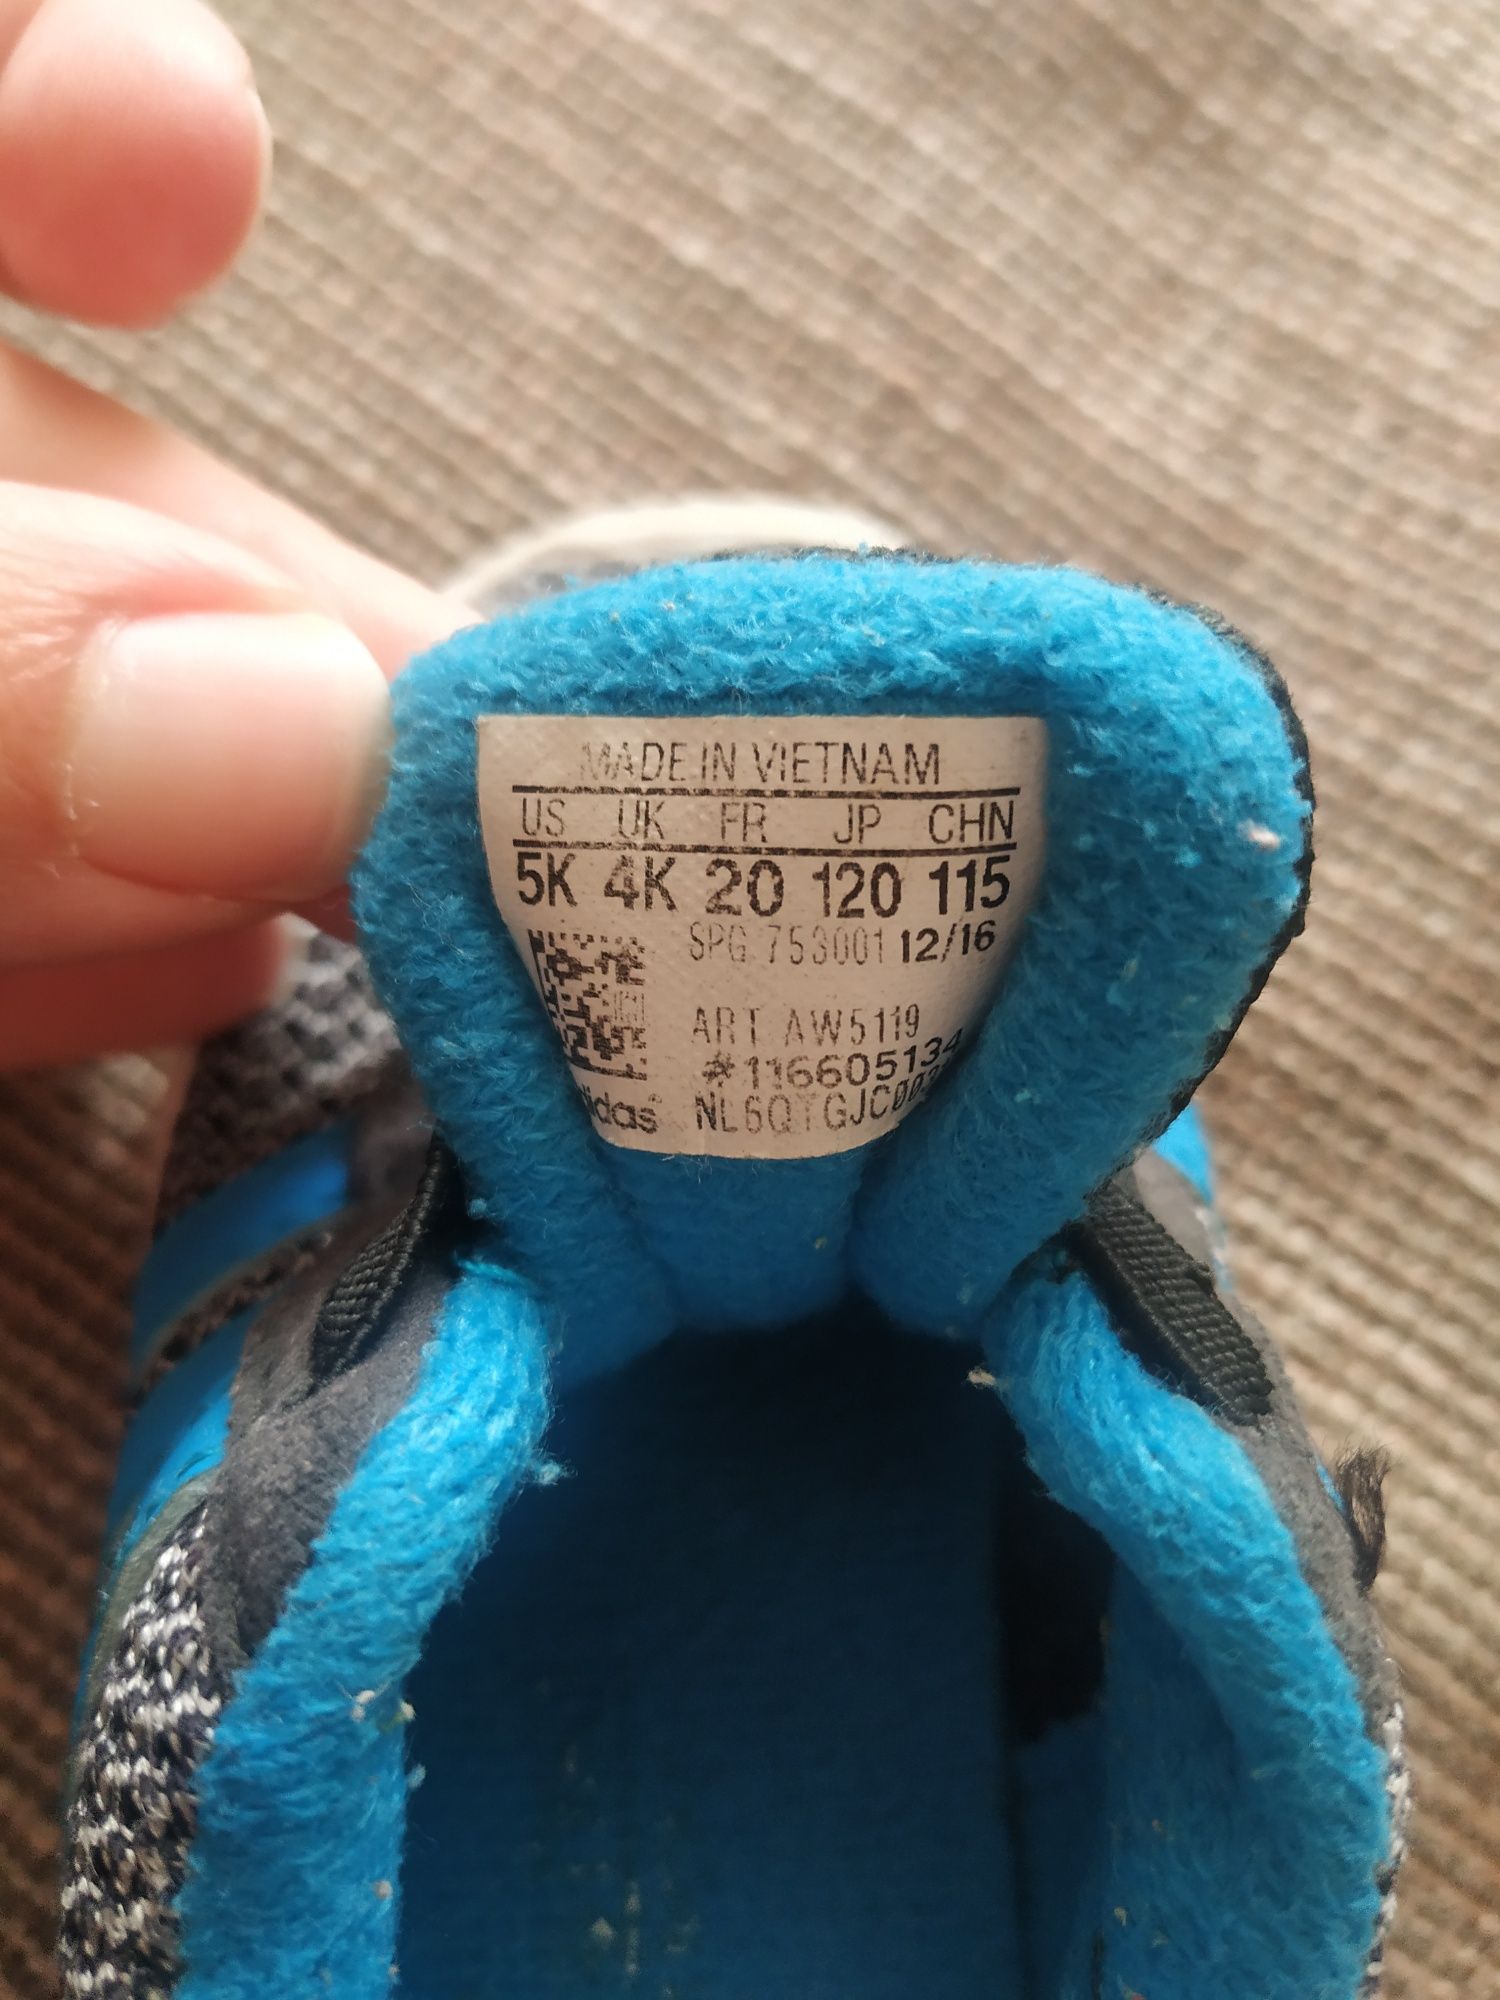 MADE IN VIETNAM
US UK FR JP CHN
5K 4K 20 120 115
SPG 753001 12/16
ART AW5119
#116605134
adidas